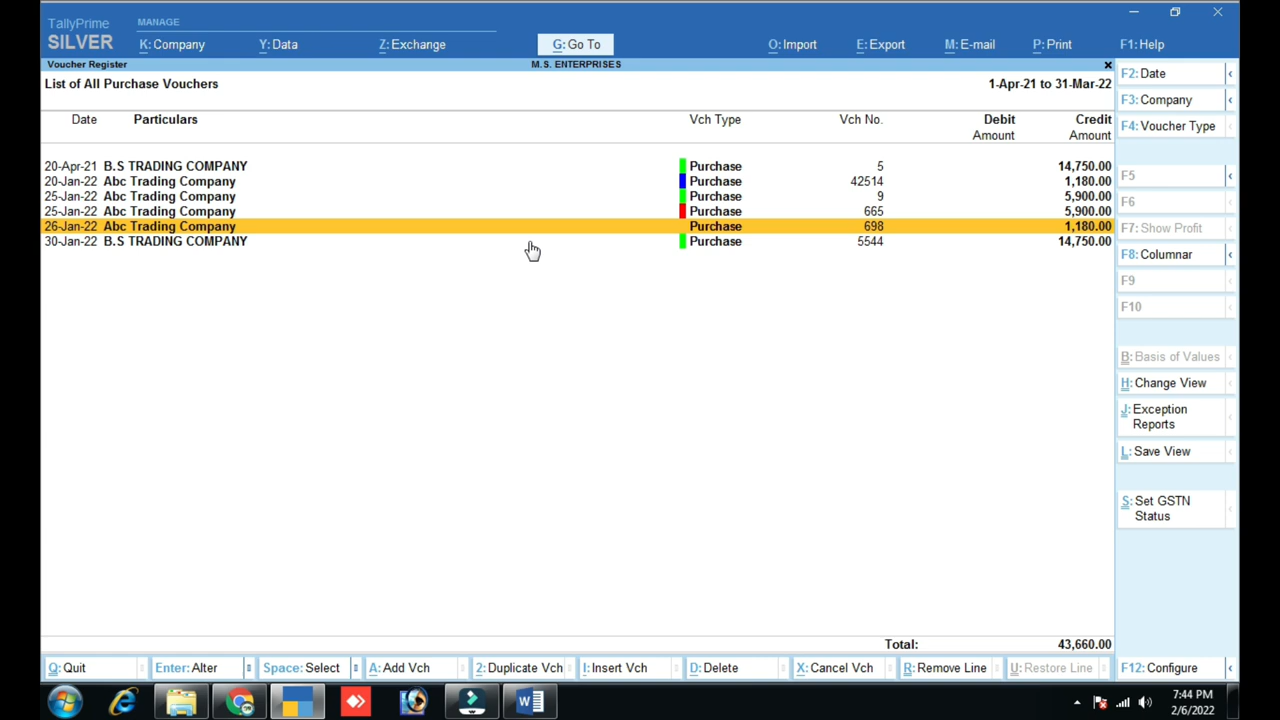 TallyPrime MANAGE
SILVER K: Company Y: Data Z: Exchange G: Go To O: Import E: Export M: E-mail P: Print F1: Help
Voucher Register M.S. ENTERPRISES x
List of All Purchase Vouchers 1-Apr-21 to 31-Mar-22
Date Particulars Vch Type Vch No. Debit Credit
Amount Amount
20-Apr-21 B.S TRADING COMPANY Purchase 5 14,750.00
20-Jan-22 Abc Trading Company Purchase 42514 1,180.00
25-Jan-22 Abc Trading Company Purchase 9 5,900.00
25-Jan-22 Abc Trading Company Purchase 665 5,900.00
26-Jan-22 Abc Trading Company Purchase 698 1,180.00
30-Jan-22 B.S TRADING COMPANY Purchase 5544 14,750.00
Total: 43,660.00
F2: Date
F3: Company
F4: Voucher Type
F5
F6
F7: Show Profit
F8: Columnar
F9
F10
B: Basis of Values
H: Change View
J: Exception
Reports
L: Save View
S: Set GSTN
Status
Q: Quit Enter: Alter Space: Select A: Add Vch 2: Duplicate Vch I: Insert Vch D: Delete X: Cancel Vch R: Remove Line U: Restore Line F12: Configure
7:44 PM
2/6/2022